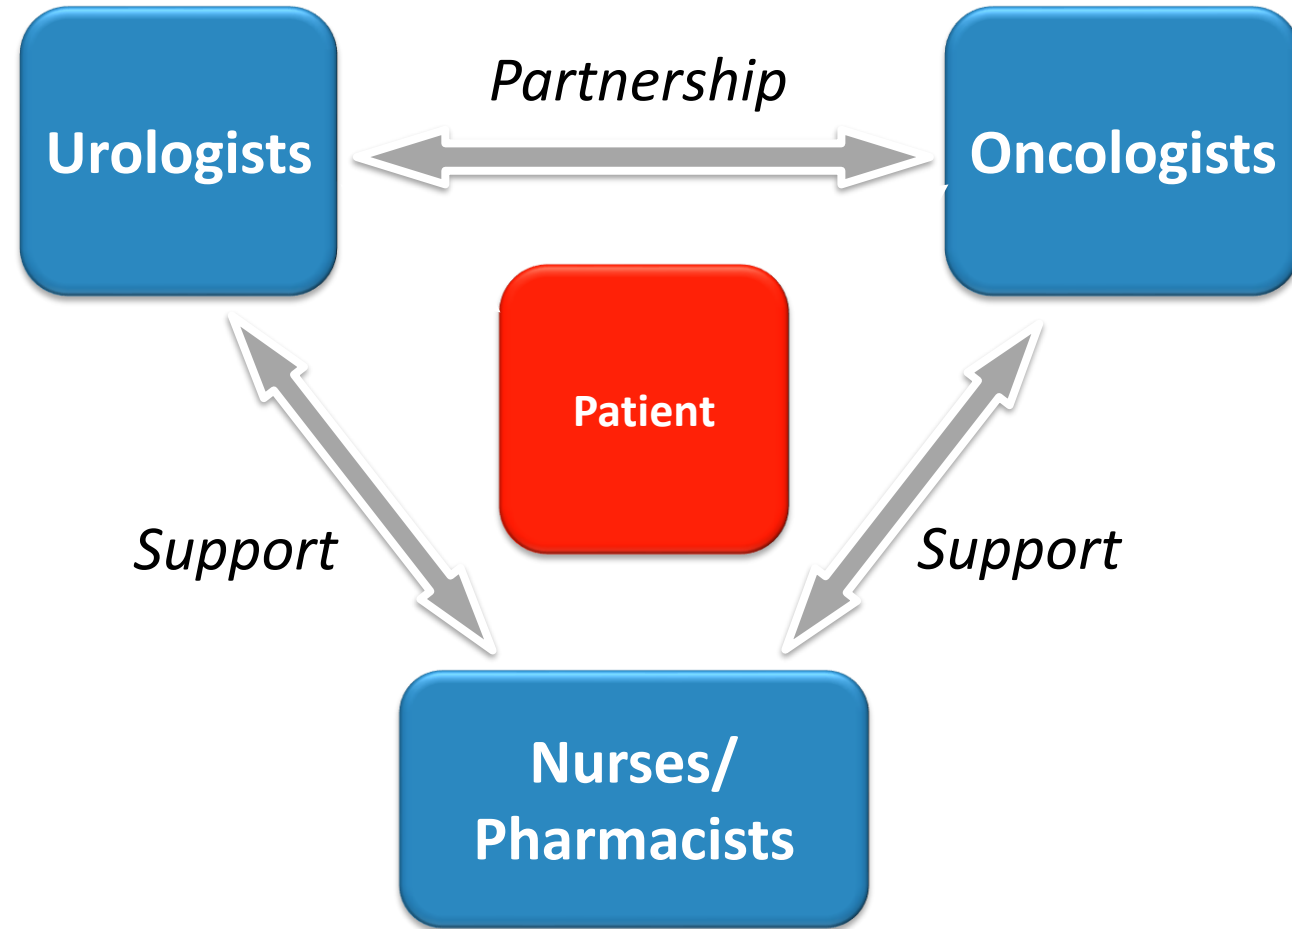 Partnership
Urologists
Oncologists
Patient
Support
Support
Nurses/
Pharmacists